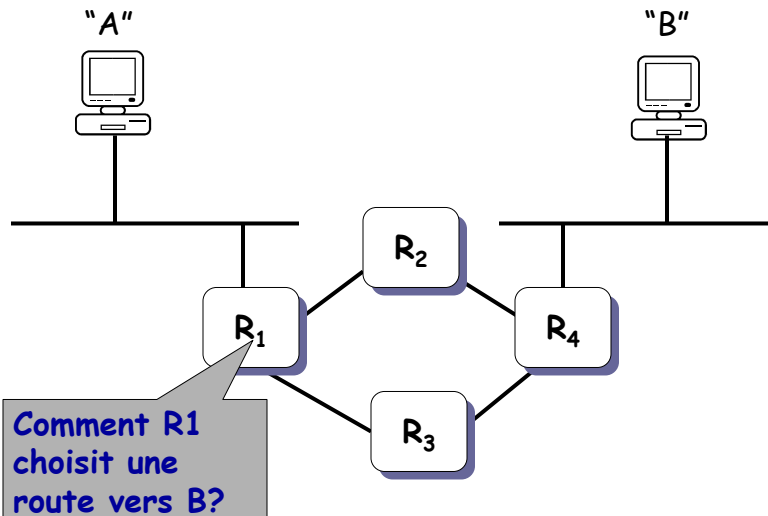 “A”
“B”
R₂
R₁
R₄
R₃
Comment R1
choisit une
route vers B?